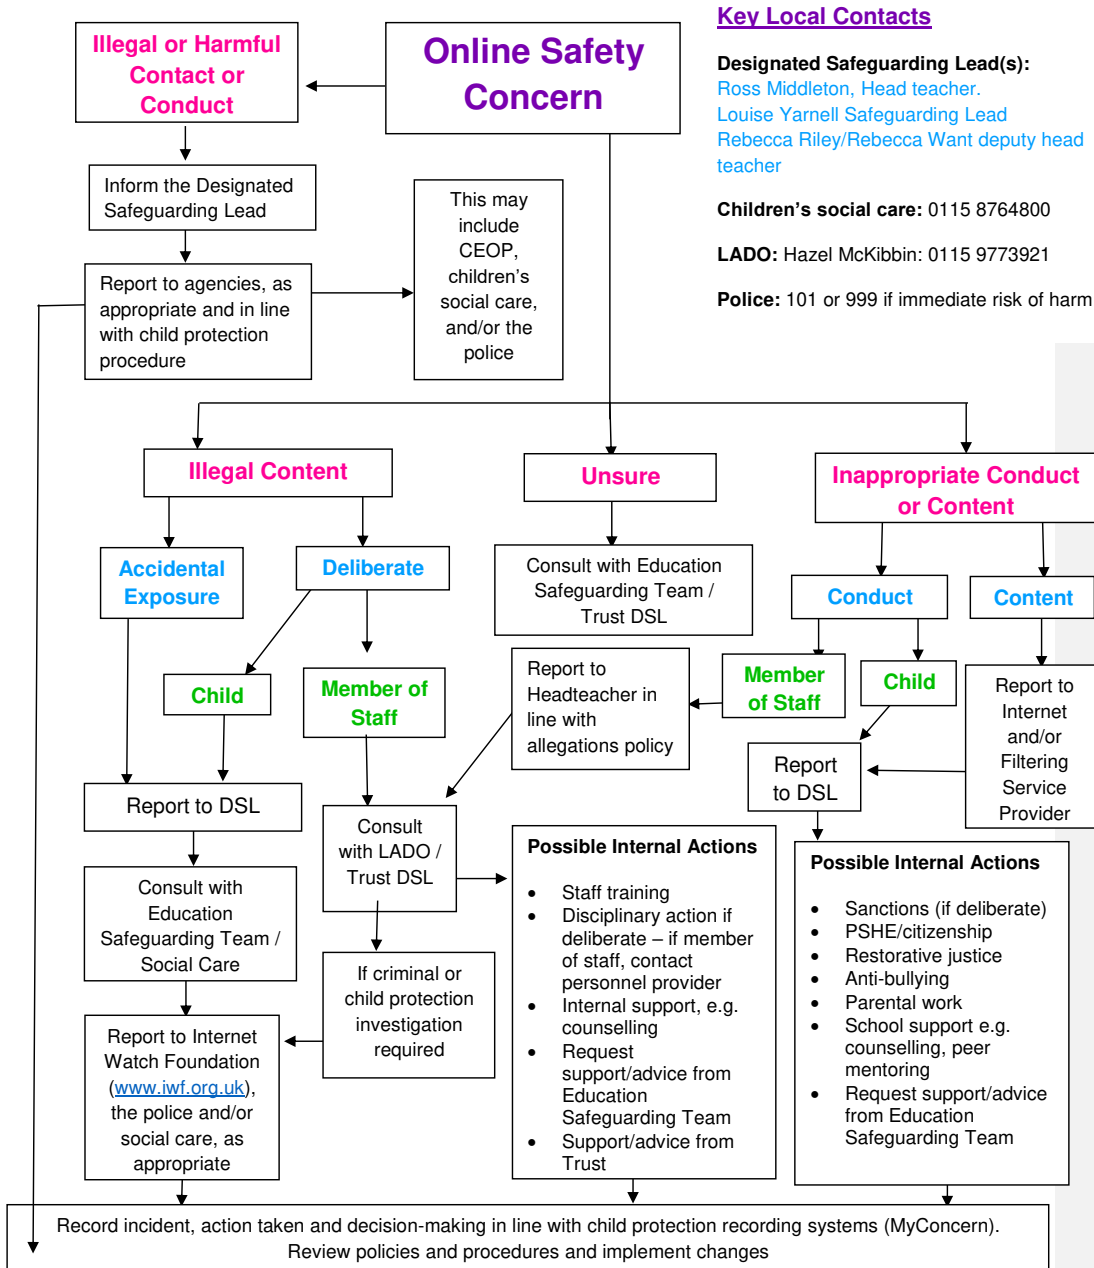 Key Local Contacts
Designated Safeguarding Lead(s):
Ross Middleton, Head teacher.
Louise Yarnell Safeguarding Lead
Rebecca Riley/Rebecca Want deputy head
teacher
Children's social care: 0115 8764800
LADO: Hazel McKibbin: 0115 9773921
Police: 101 or 999 if immediate risk of harm
Online Safety
Concern
Illegal or Harmful
Contact or
Conduct
Inform the Designated
Safeguarding Lead
Report to agencies, as
appropriate and in line
with child protection
procedure
This may
include
CEOP,
children's
social care,
and/or the
police
Illegal Content
Unsure
Inappropriate Conduct
or Content
Accidental
Exposure
Deliberate
Consult with Education
Safeguarding Team /
Trust DSL
Conduct
Content
Child
Member of
Staff
Report to
Headteacher in
line with
allegations policy
Member
of Staff
Child
Report to
Internet
and/or
Filtering
Service
Provider
Report to DSL
Consult
with LADO /
Trust DSL
Report
to DSL
Consult with
Education
Safeguarding Team /
Social Care
If criminal or
child protection
investigation
required
Report to Internet
Watch Foundation
(www.iwf.org.uk),
the police and/or
social care, as
appropriate
Possible Internal Actions
• Staff training
• Disciplinary action if
deliberate – if member
of staff, contact
personnel provider
• Internal support, e.g.
counselling
• Request
support/advice from
Education
Safeguarding Team
• Support/advice from
Trust
Possible Internal Actions
• Sanctions (if deliberate)
• PSHE/citizenship
• Restorative justice
• Anti-bullying
• Parental work
• School support e.g.
counselling, peer
mentoring
• Request support/advice
from Education
Safeguarding Team
Record incident, action taken and decision-making in line with child protection recording systems (MyConcern).
Review policies and procedures and implement changes